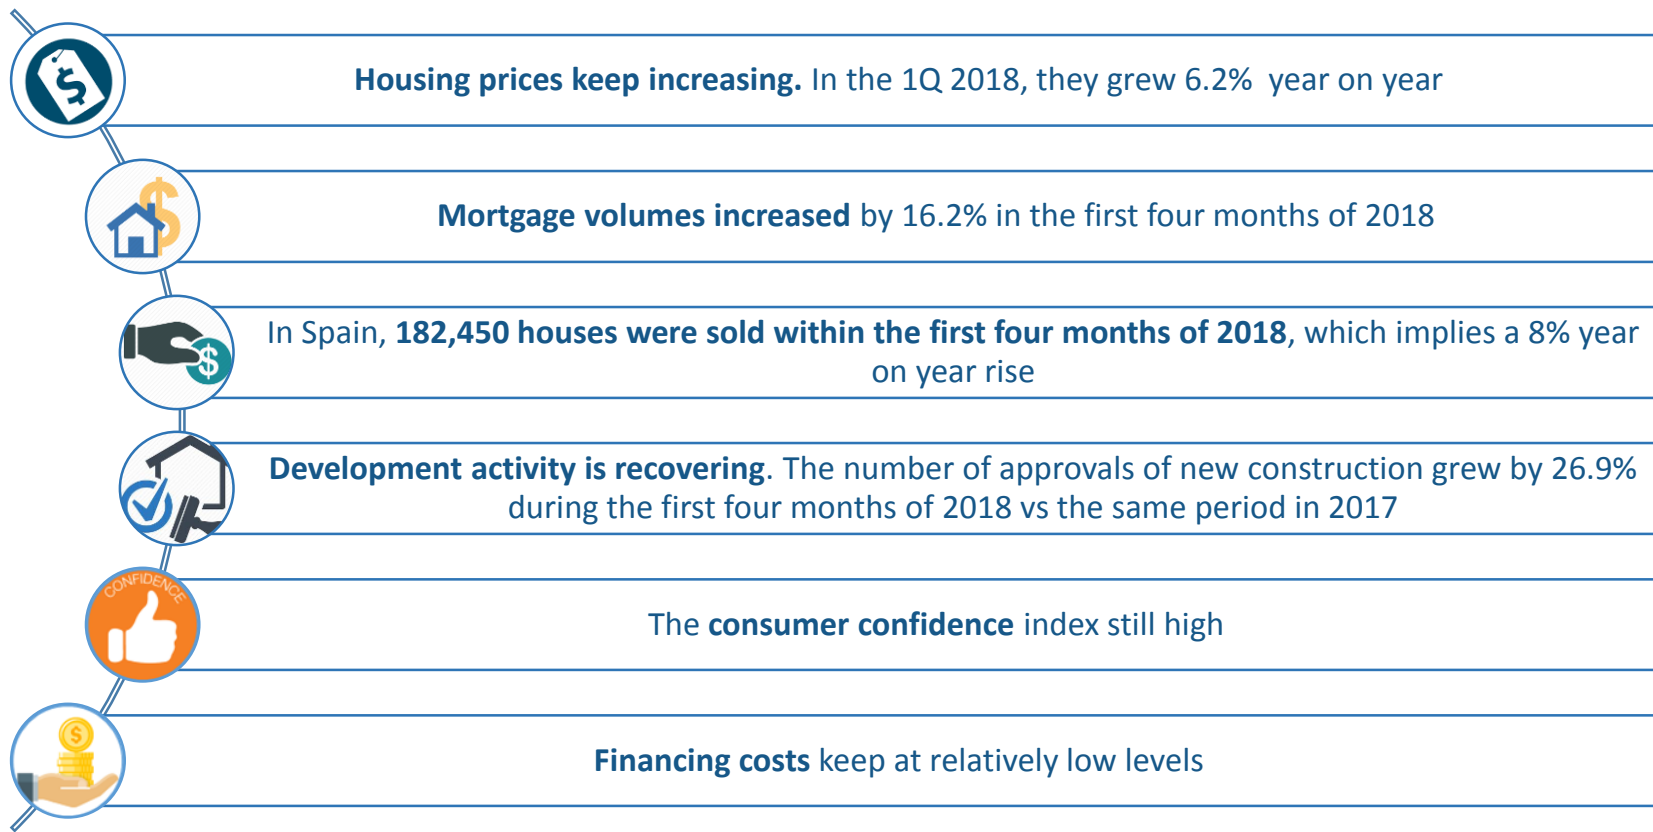 Housing prices keep increasing. In the 1Q 2018, they grew 6.2% year on year
Mortgage volumes increased by 16.2% in the first four months of 2018
In Spain, 182,450 houses were sold within the first four months of 2018, which implies a 8% year
on year rise
Development activity is recovering. The number of approvals of new construction grew by 26.9%
during the first four months of 2018 vs the same period in 2017
CONFIDENCE
The consumer confidence index still high
Financing costs keep at relatively low levels